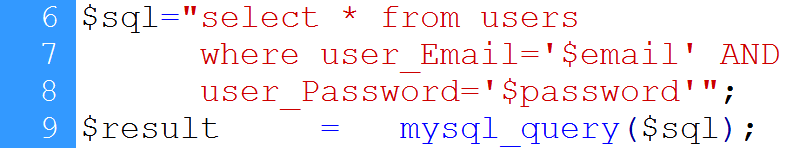 6 $sql="select * from users
7 where user_Email='$email' AND
8 user_Password='$password'";
9 $result = mysql_query($sql);